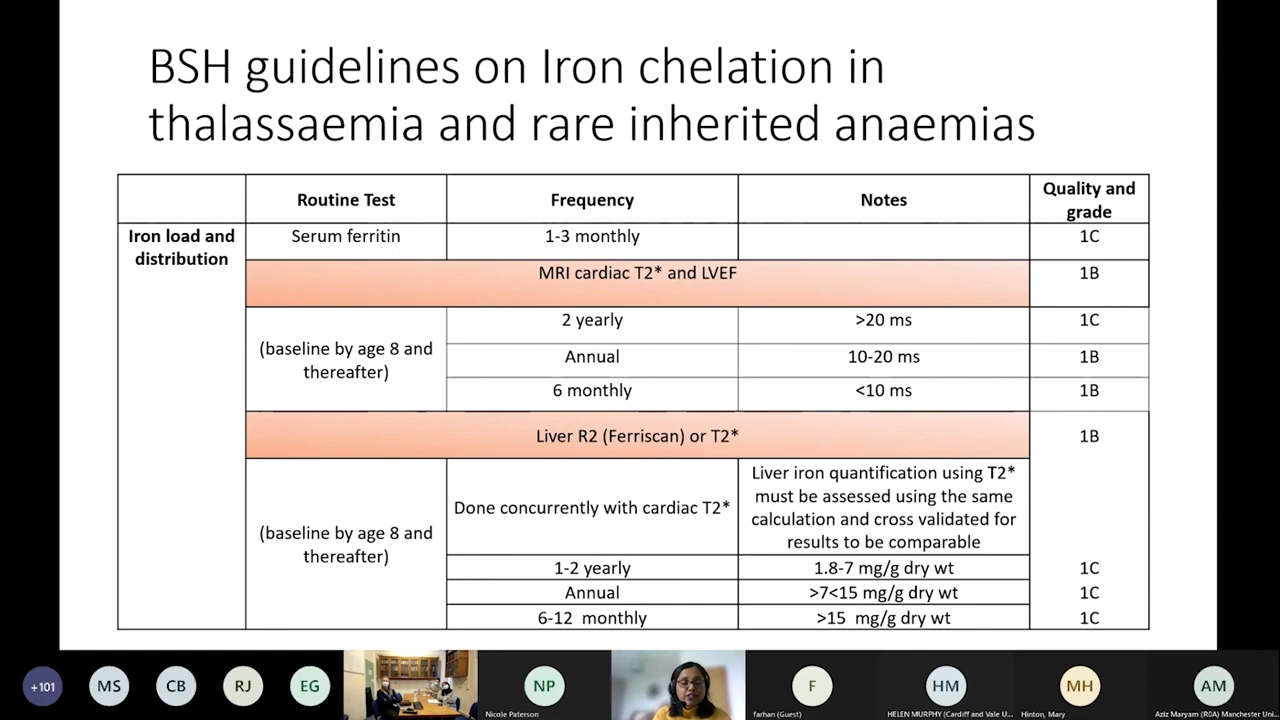 BSH guidelines on Iron chelation in
thalassaemia and rare inherited anaemias
Routine Test
Frequency
Notes
Quality and
grade
Iron load and
distribution
Serum ferritin
1-3 monthly
1C
MRI cardiac T2* and LVEF
1B
(baseline by age 8 and
thereafter)
2 yearly
>20 ms
1C
Annual
10-20 ms
1B
6 monthly
<10 ms
1B
Liver R2 (Ferriscan) or T2*
1B
(baseline by age 8 and
thereafter)
Done concurrently with cardiac T2*
Liver iron quantification using T2*
must be assessed using the same
calculation and cross validated for
results to be comparable
1-2 yearly
1.8-7 mg/g dry wt
1C
Annual
>7<15 mg/g dry wt
1C
6-12 monthly
>15 mg/g dry wt
1C
+101
MS
CB
RJ
EG
NP
Nicole Paterson
F
farhan (Guest)
HM
HELEN MURPHY (Cardiff and Vale U...
MH
Hinton, Mary
AM
Aziz Maryam (R0A) Manchester Uni...